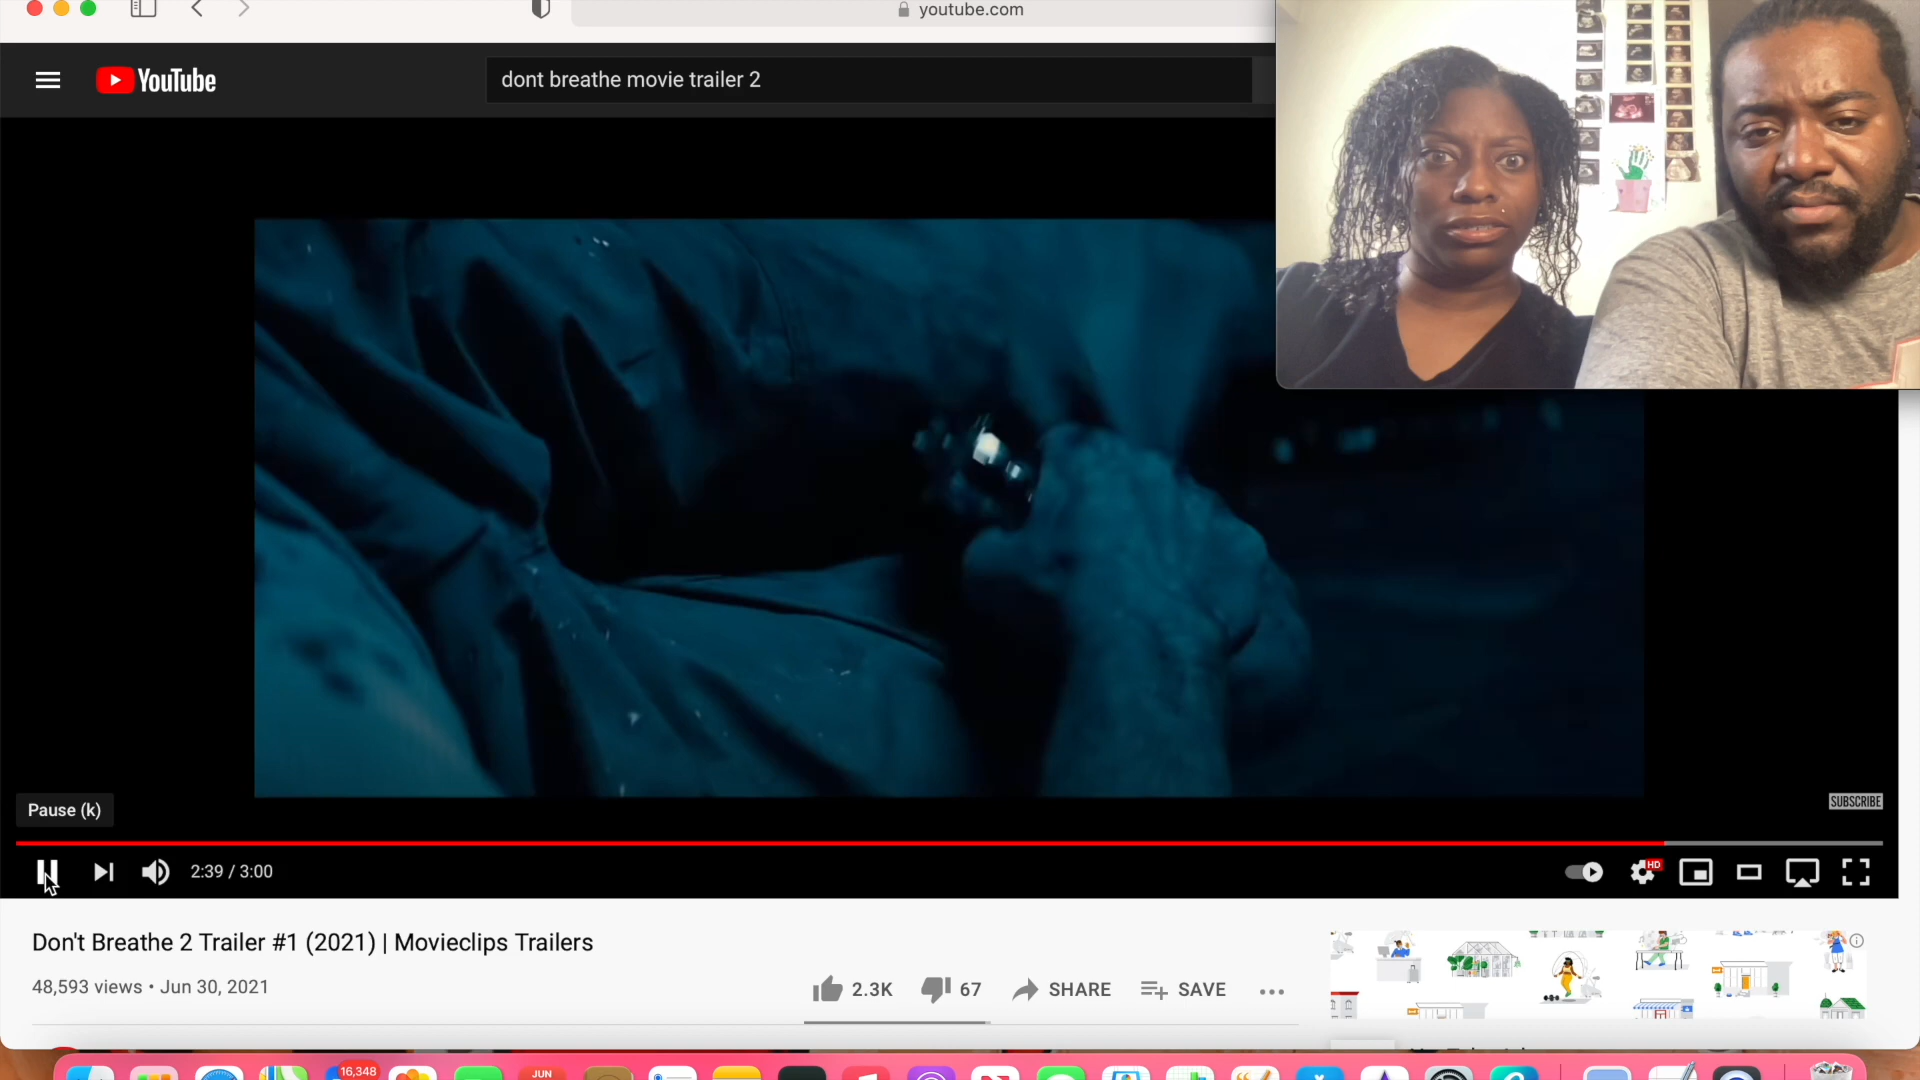 youtube.com
YouTube
dont breathe movie trailer 2
SUBSCRIBE
Pause (k)
2:39 / 3:00
HD
Don't Breathe 2 Trailer #1 (2021) | Movieclips Trailers
48,593 views • Jun 30, 2021
2.3K
67
SHARE
SAVE
16,348
JUN